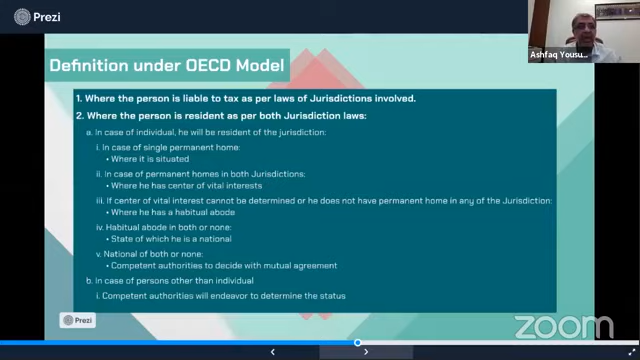 Prezi
Ashfaq Yousu...
Definition under OECD Model
1. Where the person is liable to tax as per laws of Jurisdictions involved.
2. Where the person is resident as per both Jurisdiction laws:
a. In case of individual, he will be resident of the jurisdiction:
i. In case of single permanent home:
• Where it is situated
ii. In case of permanent homes in both Jurisdictions:
• Where he has center of vital interests
iii. If center of vital interest cannot be determined or he does not have permanent home in any of the Jurisdiction:
• Where he has a habitual abode
iv. Habitual abode in both or none:
• State of which he is a national
v. National of both or none:
• Competent authorities to decide with mutual agreement
b. In case of persons other than individual
i. Competent authorities will endeavor to determine the status
Prezi
zoom